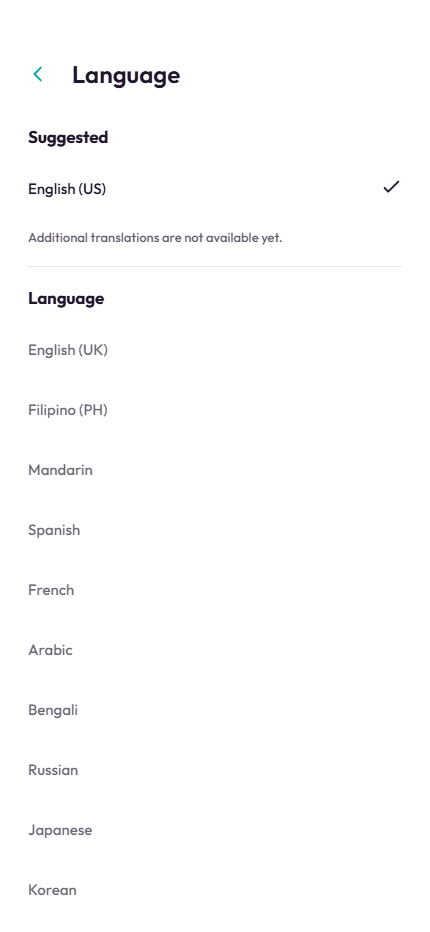 Language
Suggested
English (US)
Additional translations are not available yet.
Language
English (UK)
Filipino (PH)
Mandarin
Spanish
French
Arabic
Bengali
Russian
Japanese
Korean